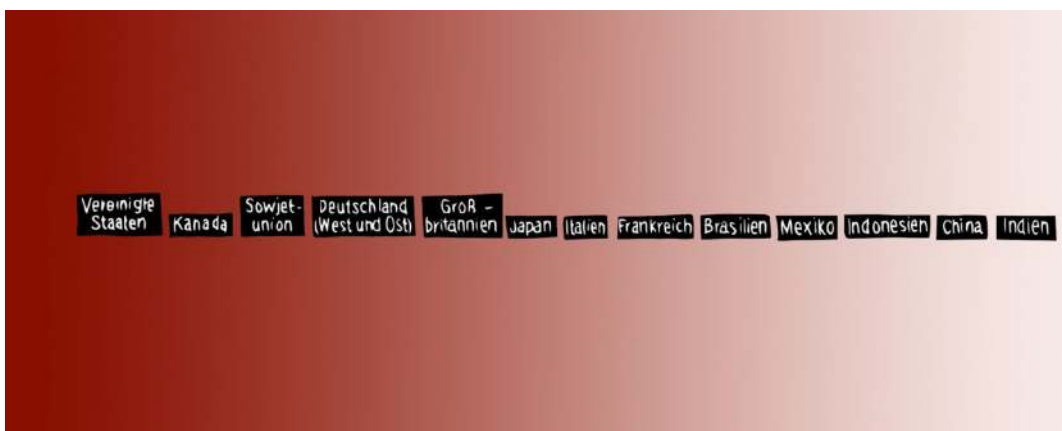 Vereinigte
Staaten
Kanada
Sowjet-
union
Deutschland
(West und Ost)
Groß-
britannien
Japan
Italien
Frankreich
Brasilien
Mexiko
Indonesien
China
Indien